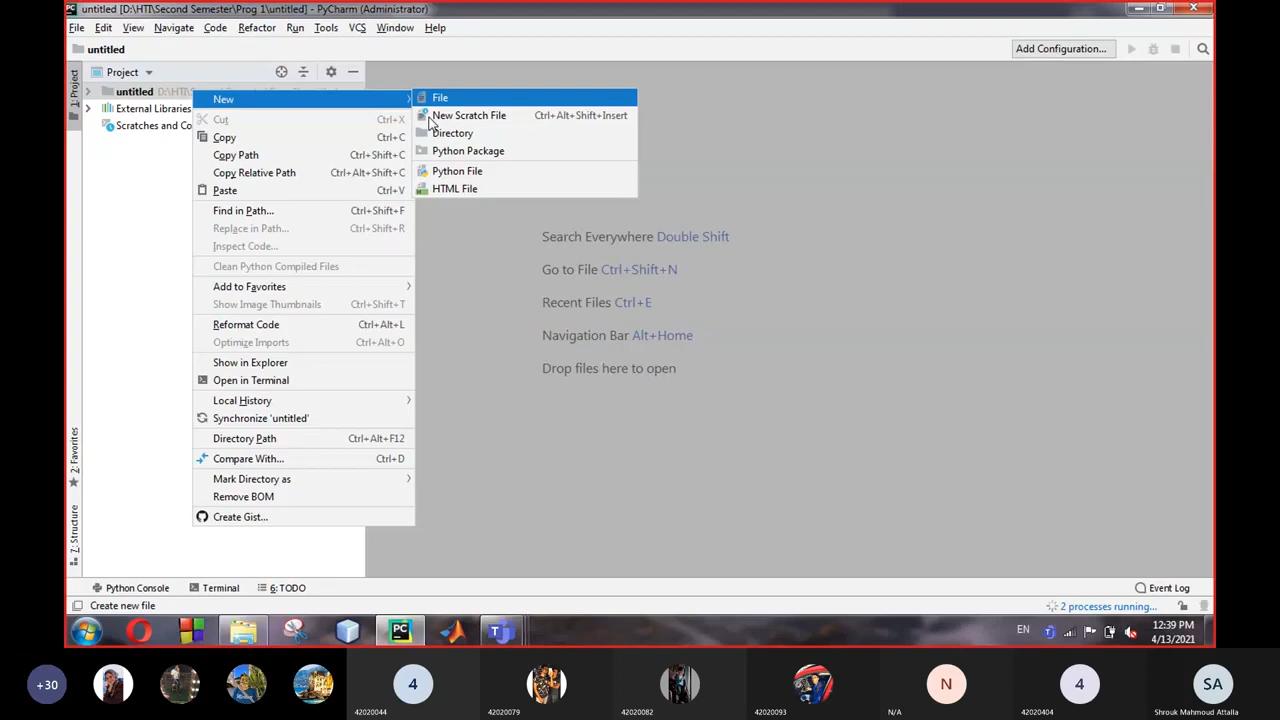 untitled [D:\HTI\Second Semester\Prog 1\untitled] - PyCharm (Administrator)
File Edit View Navigate Code Refactor Run Tools VCS Window Help
untitled
Add Configuration...
1: Project
Project
untitled D:\HTI\
External Libraries
Scratches and Co
New
Cut Ctrl+X
Copy Ctrl+C
Copy Path Ctrl+Shift+C
Copy Relative Path Ctrl+Alt+Shift+C
Paste Ctrl+V
Find in Path... Ctrl+Shift+F
Replace in Path... Ctrl+Shift+R
Inspect Code...
Clean Python Compiled Files
Add to Favorites
Show Image Thumbnails Ctrl+Shift+T
Reformat Code Ctrl+Alt+L
Optimize Imports Ctrl+Alt+O
Show in Explorer
Open in Terminal
Local History
Synchronize 'untitled'
Directory Path Ctrl+Alt+F12
Compare With... Ctrl+D
Mark Directory as
Remove BOM
Create Gist...
File
New Scratch File Ctrl+Alt+Shift+Insert
Directory
Python Package
Python File
HTML File
Search Everywhere Double Shift
Go to File Ctrl+Shift+N
Recent Files Ctrl+E
Navigation Bar Alt+Home
Drop files here to open
2: Favorites
7: Structure
Python Console Terminal 6: TODO Event Log
Create new file 2 processes running...
PC
EN
12:39 PM
4/13/2021
+30
4
N
4
SA
42020044
42020079
42020082
42020093
N/A
42020404
Shrouk Mahmoud Attalla